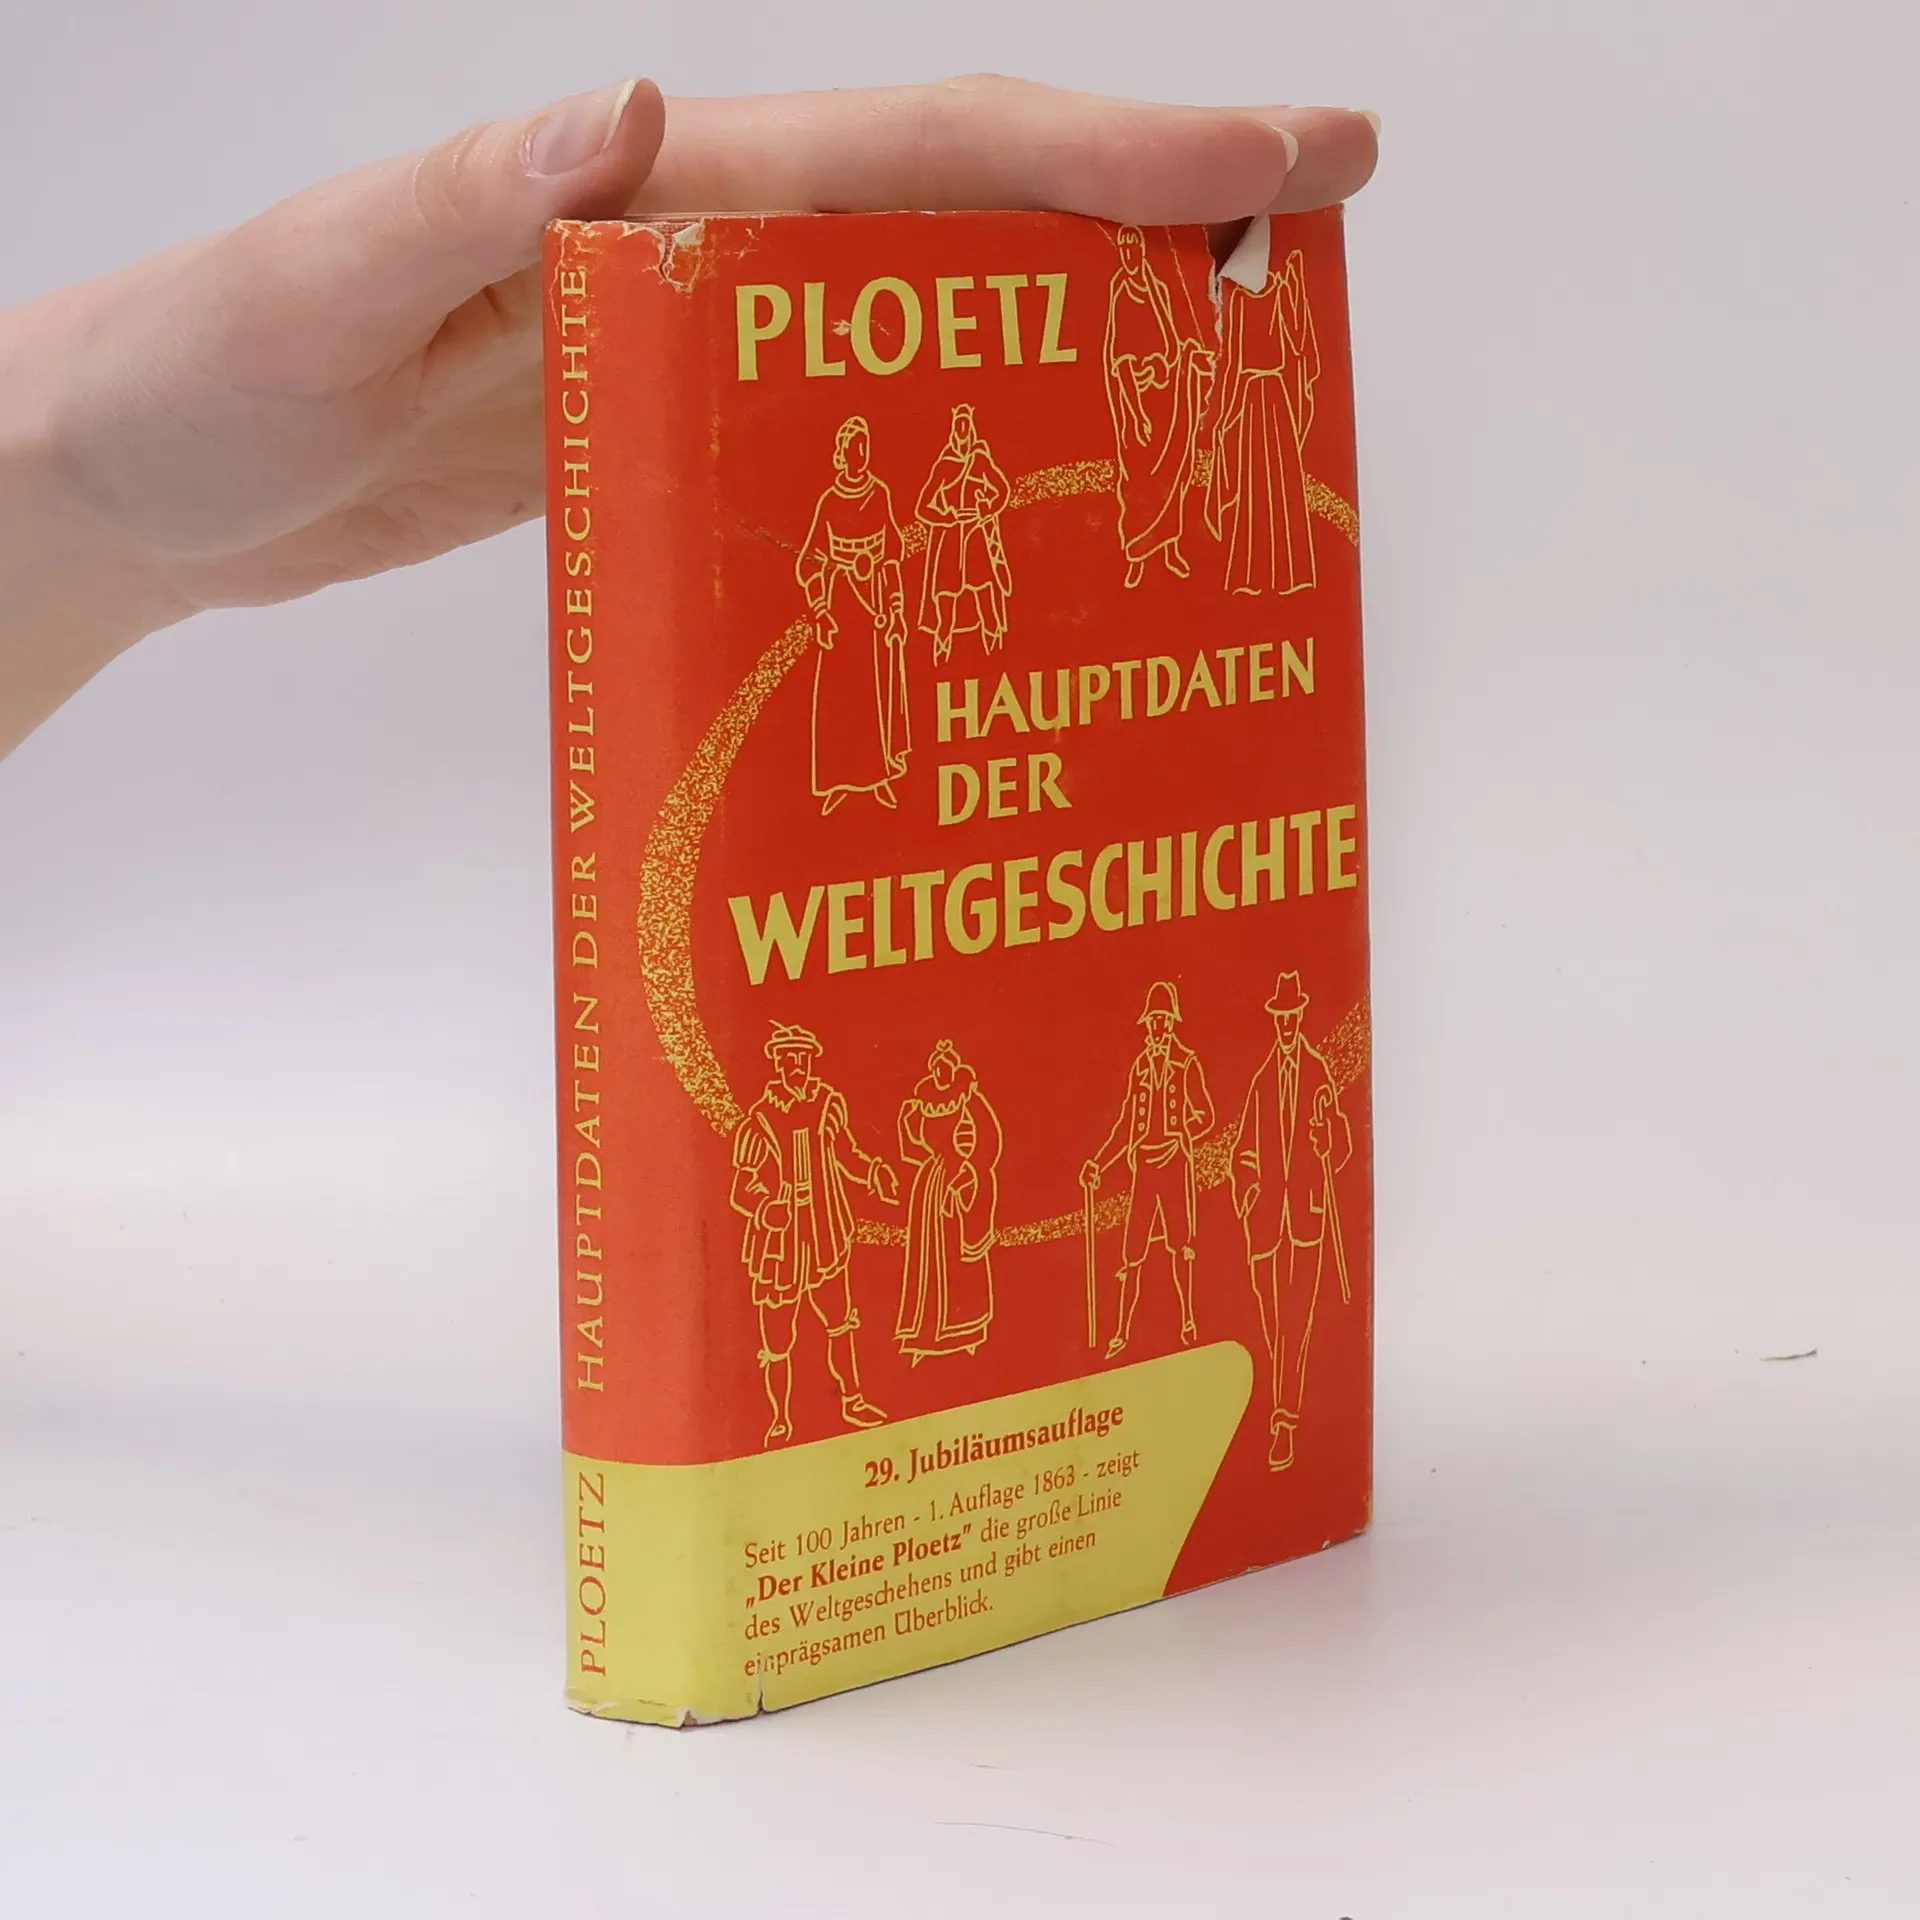 PLOETZ HAUPTDATEN DER WELTGESCHICHTE
PLOETZ
HAUPTDATEN
DER
WELTGESCHICHTE
29. Jubiläumsauflage
Seit 100 Jahren - 1. Auflage 1863 - zeigt
„Der Kleine Ploetz" die große Linie
des Weltgeschehens und gibt einen
einprägsamen Überblick.